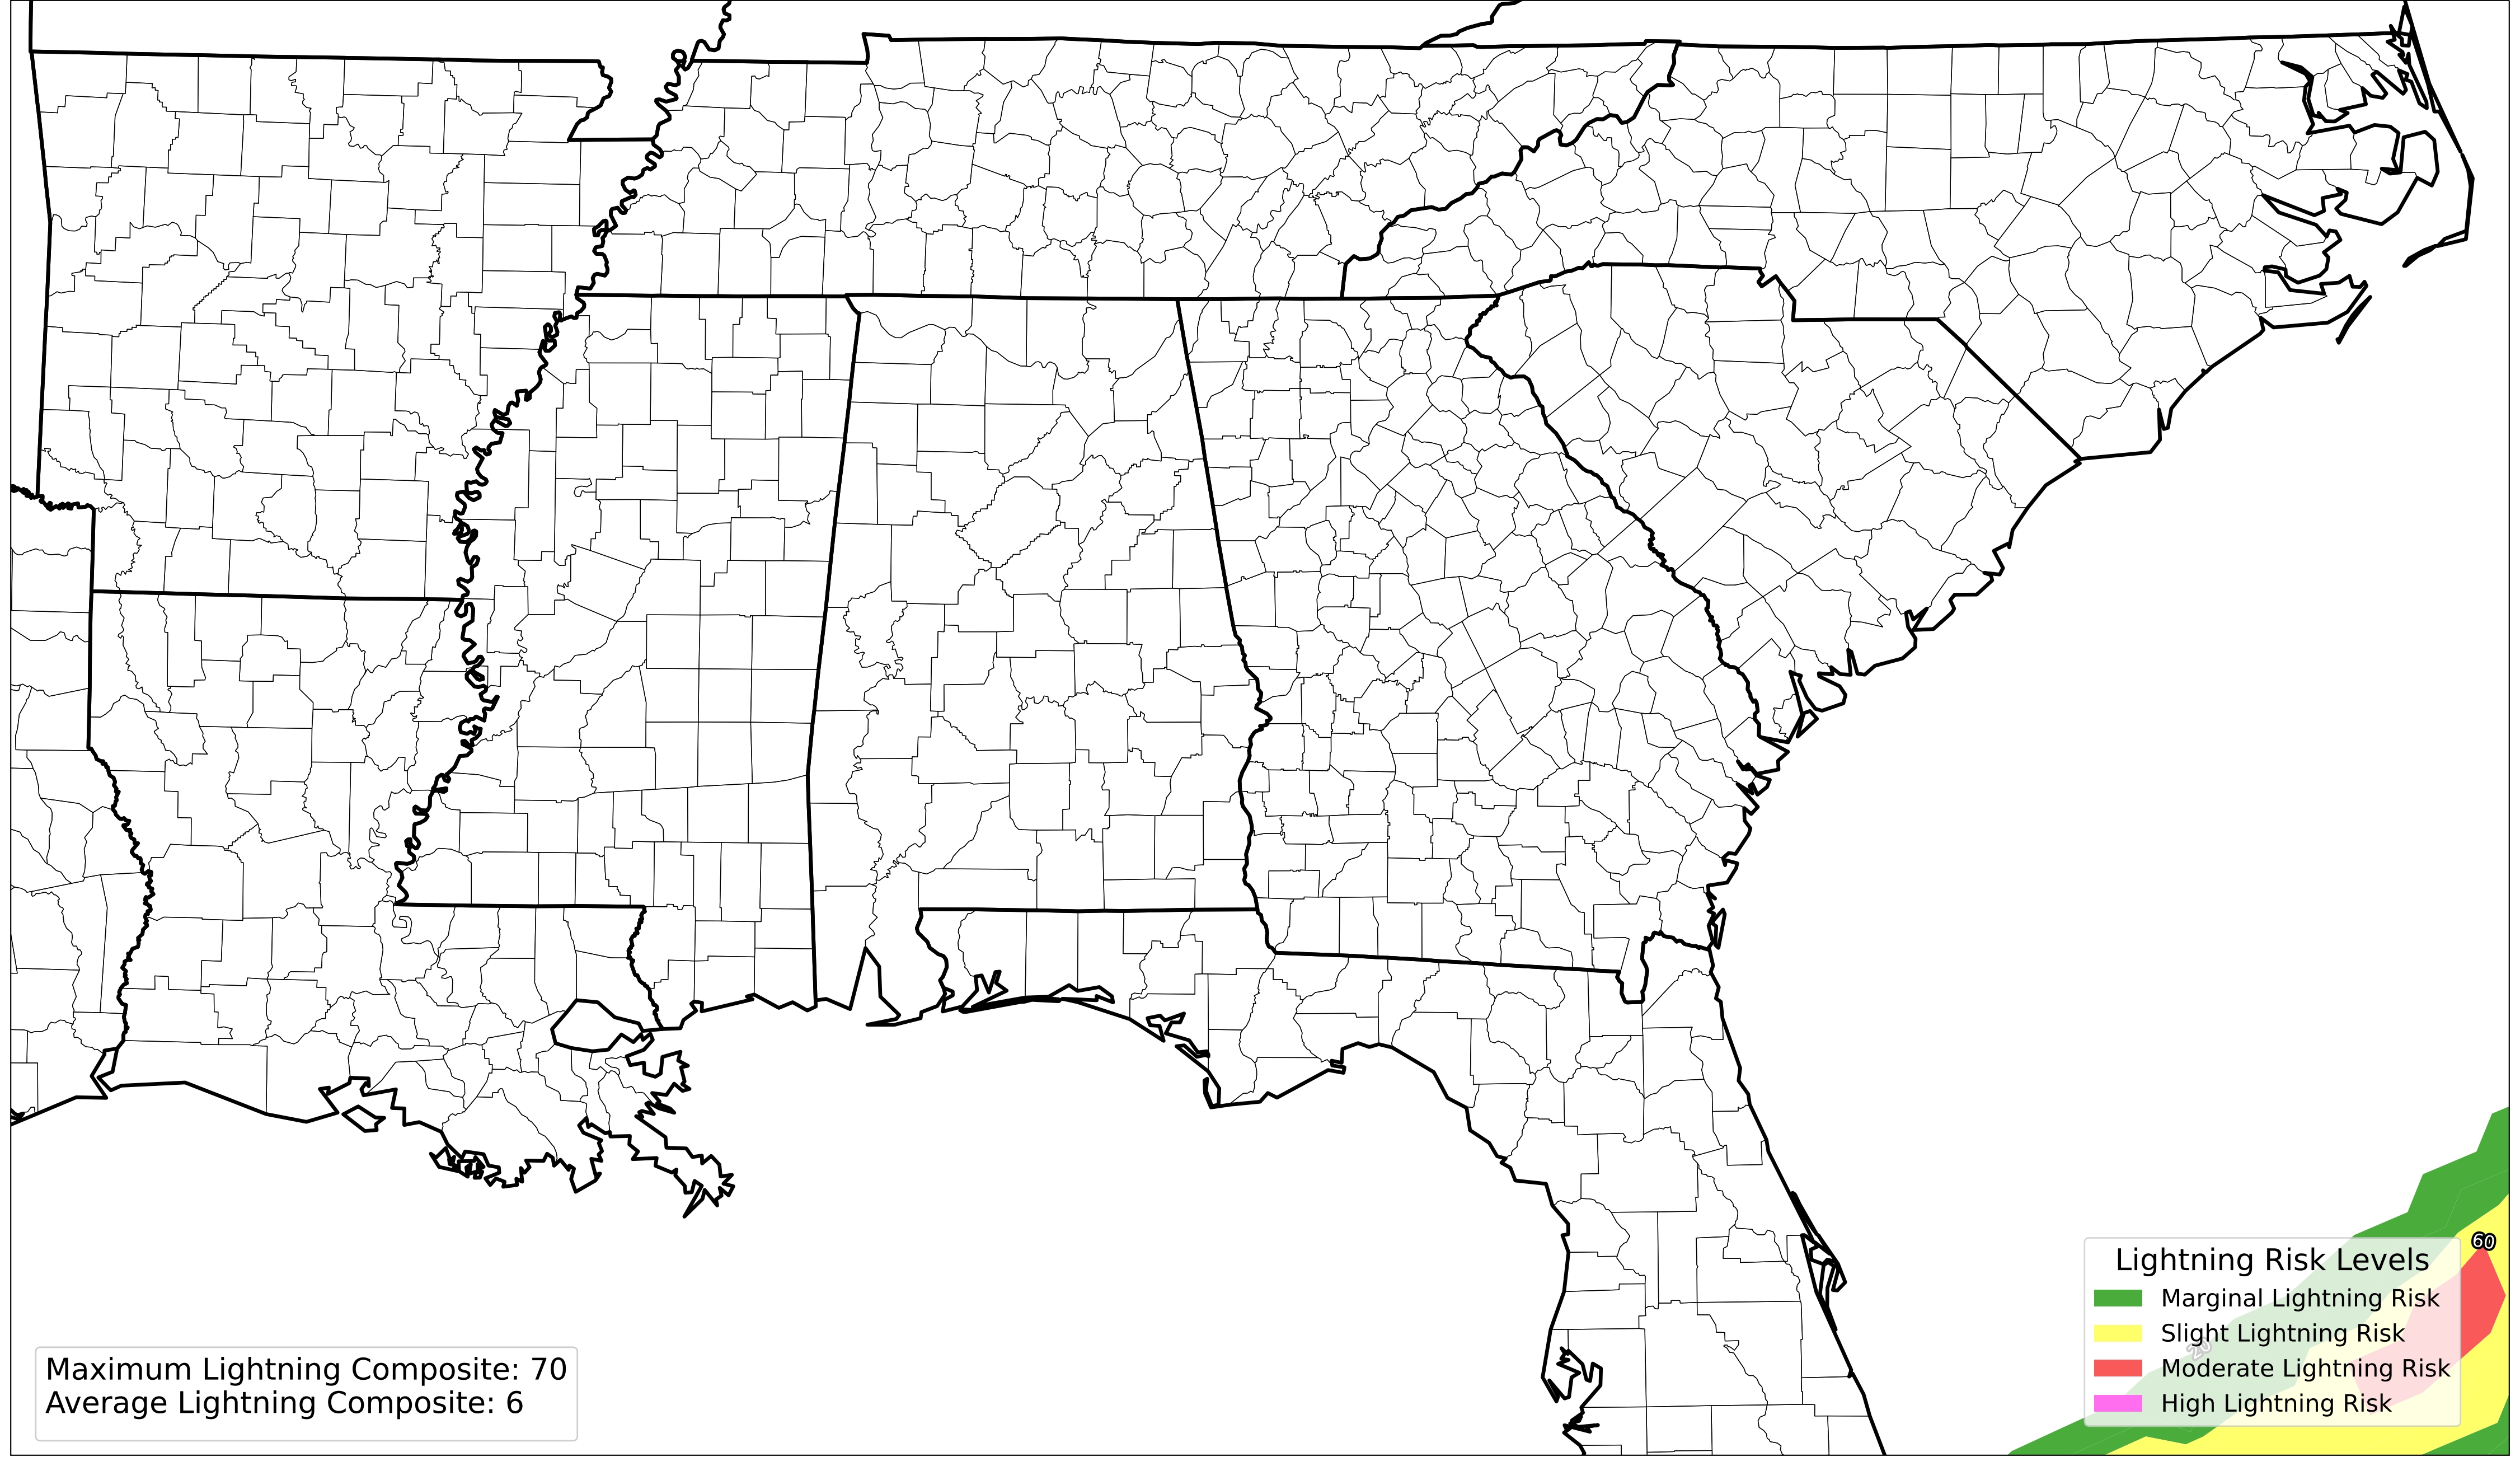 60
Lightning Risk Levels
Marginal Lightning Risk
Slight Lightning Risk
20
Moderate Lightning Risk
High Lightning Risk
Maximum Lightning Composite: 70
Average Lightning Composite: 6